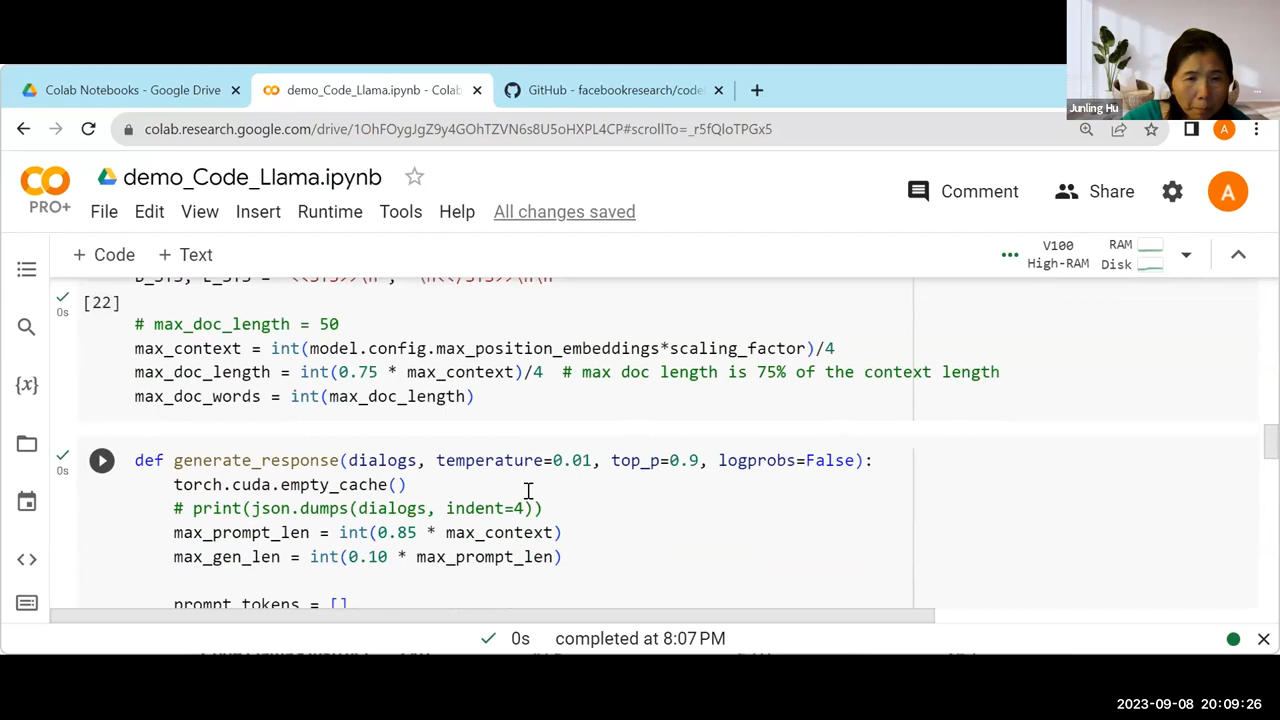 Junling Hu
Colab Notebooks - Google Drive
demo_Code_Llama.ipynb - Colab
GitHub - facebookresearch/codel
colab.research.google.com/drive/1OhFOygJgZ9y4GOhTZVN6s8U5oHXPL4CP#scrollTo=_r5fQIoTPGx5
A
CO
PRO+
demo_Code_Llama.ipynb
Comment
Share
A
File Edit View Insert Runtime Tools Help All changes saved
+ Code + Text
V100
High-RAM
RAM
Disk
[22]
0s
# max_doc_length = 50
max_context = int(model.config.max_position_embeddings*scaling_factor)/4
max_doc_length = int(0.75 * max_context)/4 # max doc length is 75% of the context length
max_doc_words = int(max_doc_length)
0s
def generate_response(dialogs, temperature=0.01, top_p=0.9, logprobs=False):
torch.cuda.empty_cache()
# print(json.dumps(dialogs, indent=4))
max_prompt_len = int(0.85 * max_context)
max_gen_len = int(0.10 * max_prompt_len)
prompt_tokens = []
{x}
0s completed at 8:07 PM
2023-09-08 20:09:26